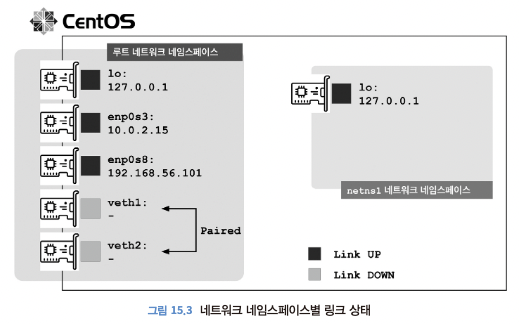 CentOS
루트 네트워크 네임스페이스
lo:
127.0.0.1
enp0s3:
10.0.2.15
enp0s8:
192.168.56.101
veth1:
-
veth2:
-
Paired
lo:
127.0.0.1
netns1 네트워크 네임스페이스
Link UP
Link DOWN
그림 15.3 네트워크 네임스페이스별 링크 상태